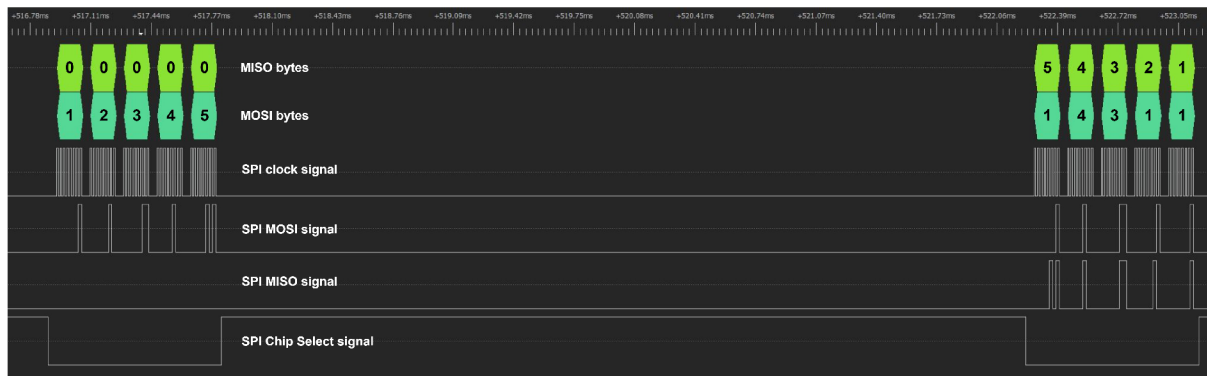 +516.78ms +517.11ms +517.44ms +517.77ms +518.10ms +518.43ms +518.76ms +519.09ms +519.42ms +519.75ms +520.08ms +520.41ms +520.74ms +521.07ms +521.40ms +521.73ms +522.06ms +522.39ms +522.72ms +523.05ms
0 0 0 0 0 MISO bytes 5 4 3 2 1
1 2 3 4 5 MOSI bytes 1 4 3 1 1
SPI clock signal
SPI MOSI signal
SPI MISO signal
SPI Chip Select signal